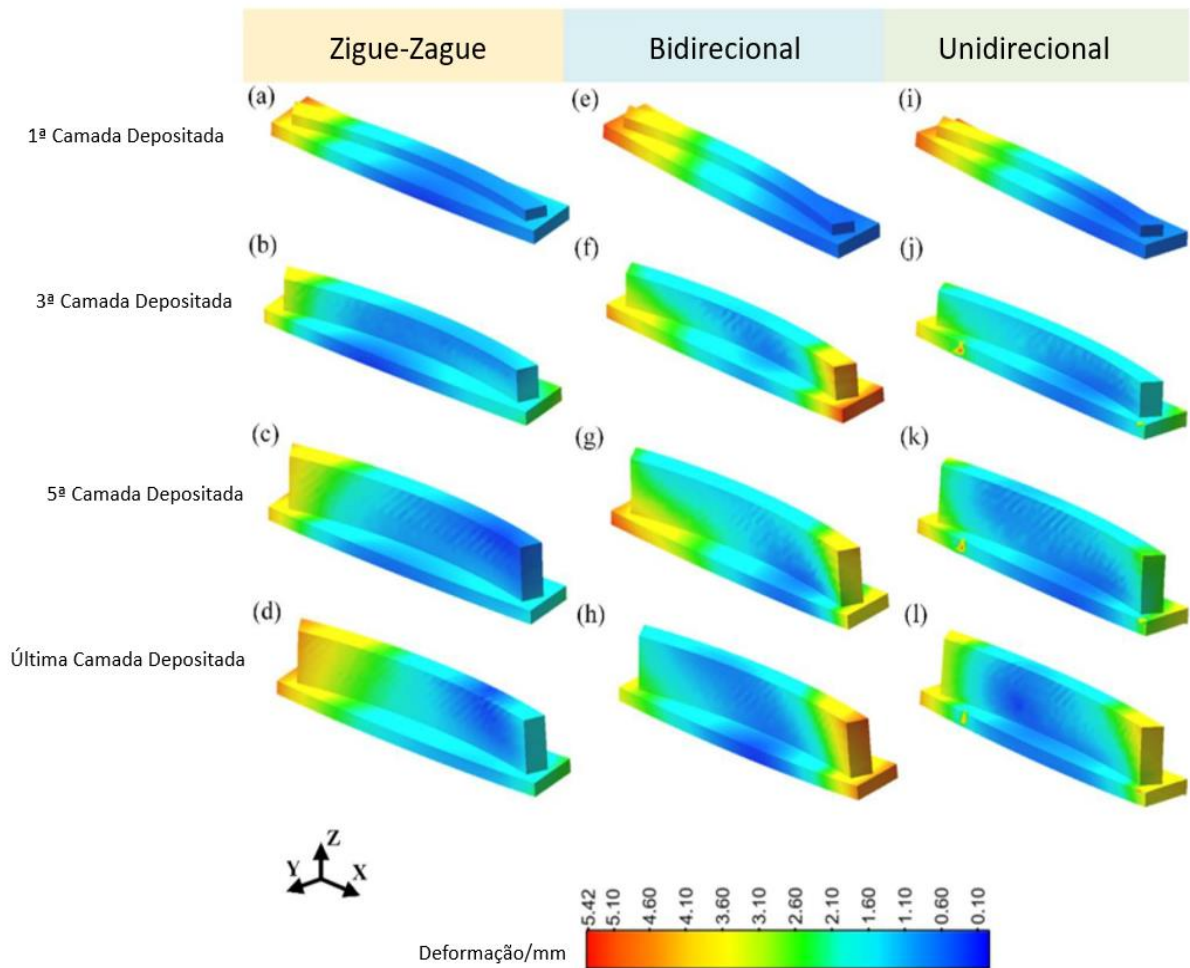 Zigue-Zague Bidirecional Unidirecional
(a) (e) (i)
1ª Camada Depositada
(b) (f) (j)
3ª Camada Depositada
(c) (g) (k)
5ª Camada Depositada
(d) (h) (l)
Última Camada Depositada
Z
Y X
5.42 5.10 4.60 4.10 3.60 3.10 2.60 2.10 1.60 1.10 0.60 0.10
Deformação/mm